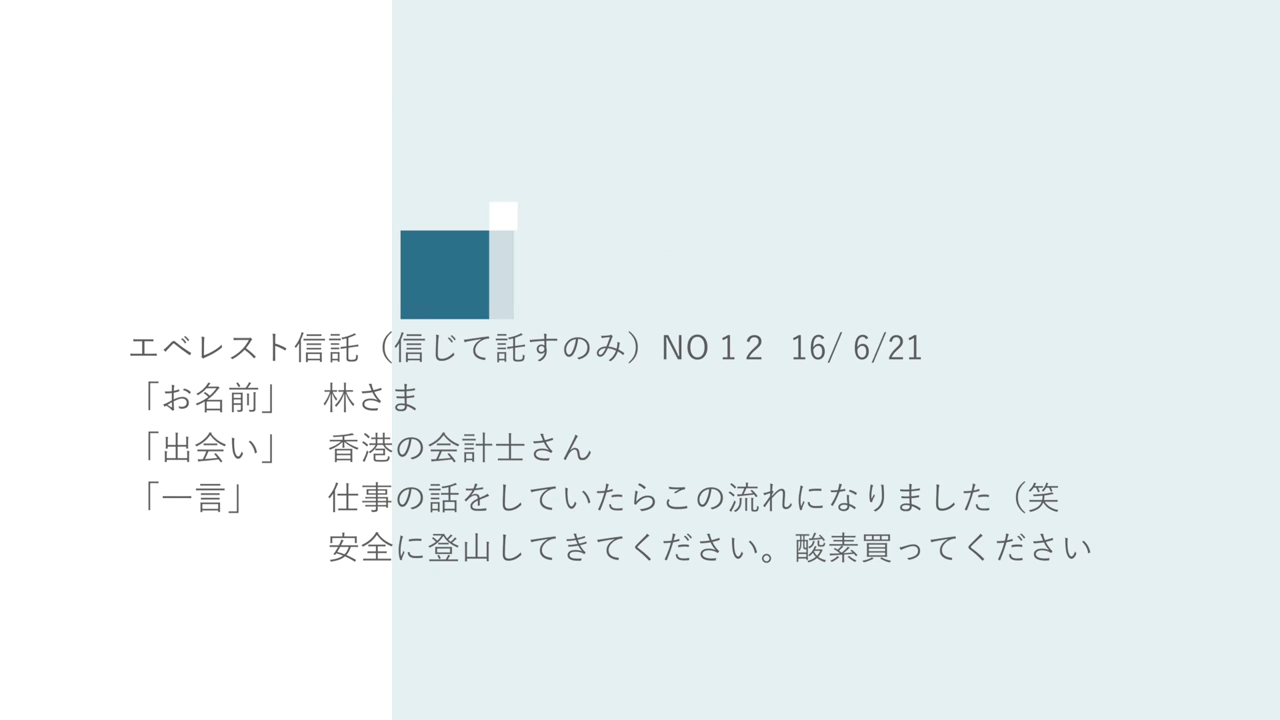 エベレスト信託（信じて託すのみ）NO１２ 16/ 6/21
「お名前」　林さま
「出会い」　香港の会計士さん
「一言」　　仕事の話をしていたらこの流れになりました（笑
安全に登山してきてください。酸素買ってください